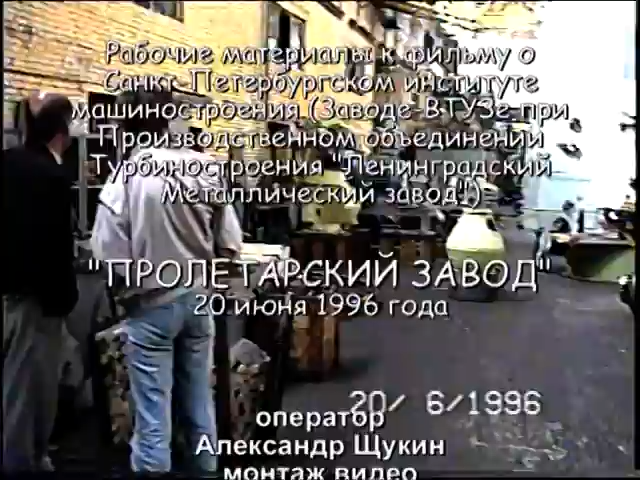 Рабочие материалы к фильму о
Санкт-Петербургском институте
машиностроения (Заводе-ВТУЗе при
Производственном объединении
Турбиностроения "Ленинградский
Металлический завод")
"ПРОЛЕТАРСКИЙ ЗАВОД"
20 июня 1996 года
20/ 6/1996
оператор
Александр Щукин
монтаж видео